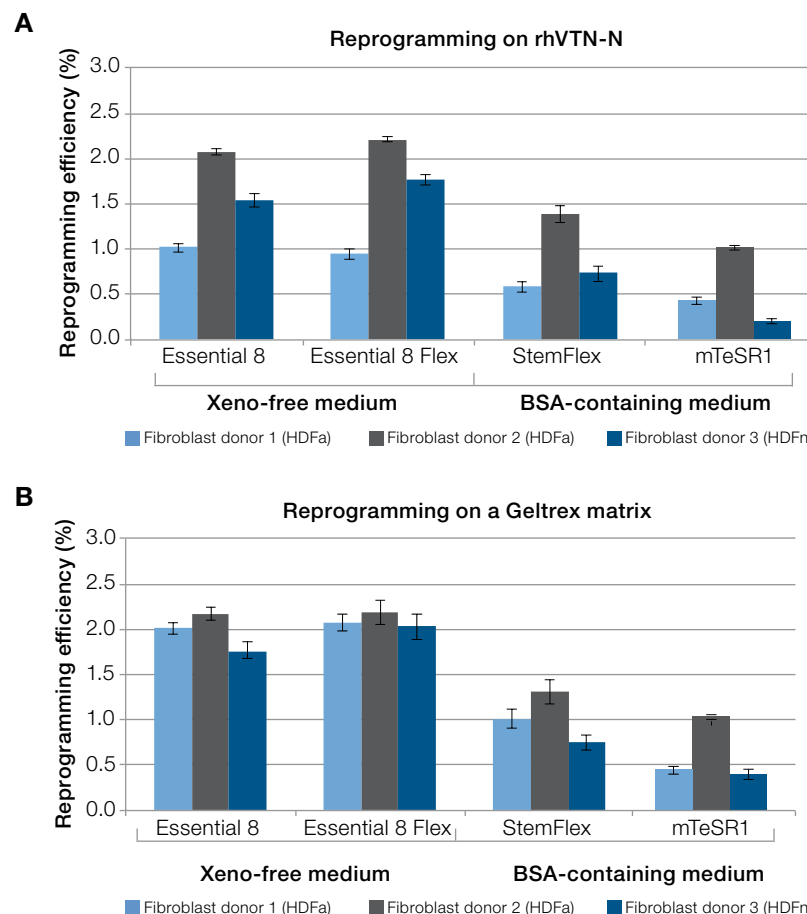 A
Reprogramming on rhVTN-N
Reprogramming efficiency (%)
3.0
2.5
2.0
1.5
1.0
0.5
0.0
Essential 8 Essential 8 Flex StemFlex mTeSR1
Xeno-free medium BSA-containing medium
Fibroblast donor 1 (HDFa) Fibroblast donor 2 (HDFa) Fibroblast donor 3 (HDFn
B
Reprogramming on a Geltrex matrix
Reprogramming efficiency (%)
3.0
2.5
2.0
1.5
1.0
0.5
0.0
Essential 8 Essential 8 Flex StemFlex mTeSR1
Xeno-free medium BSA-containing medium
Fibroblast donor 1 (HDFa) Fibroblast donor 2 (HDFa) Fibroblast donor 3 (HDFn